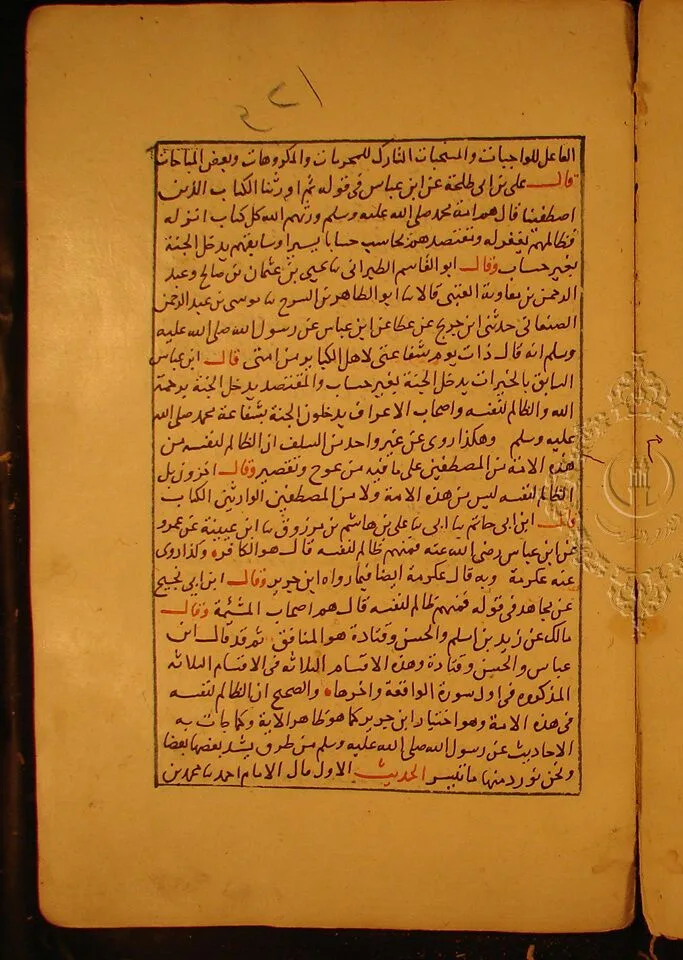 الفاعل للواجبات والمستحبات التارك للمحرمات والمكروهات وبعض المباحات
قال علي بن ابي طلحة عن ابن عباس في قوله ثم اورثنا الكتاب الذين
اصطفينا قال هم امة محمد صلى الله عليه وسلم ورثهم الله كل كتاب انزله
فظالمهم يغفر له ومقتصدهم يحاسب حسابا يسيرا وسابقهم يدخل الجنة
بغير حساب وقال ابو القاسم الطبراني ثنا يحيى بن عثمان بن صالح وعبد
الرحمن بن معاوية العتبي قالا ثنا ابو الطاهر بن السرح ثنا موسى بن عبد الرحمن
الصنعاني حدثني ابن جريج عن عطا عن ابن عباس عن رسول الله صلى الله عليه
وسلم انه قال ذات يوم شفاعتي لاهل الكباير من امتي قال ابن عباس
السابق بالخيرات يدخل الجنة بغير حساب والمقتصد يدخل الجنة برحمة
الله والظالم لنفسه واصحاب الاعراف يدخلون الجنة بشفاعة محمد صلى الله
عليه وسلم وهكذا روى عن غير واحد من السلف ان الظالم لنفسه من
هذه الامة من المصطفين على ما فيه من عوج وتقصير وقال اخرون بل
الظالم لنفسه ليس من هذه الامة ولا من المصطفين الوارثين الكتاب
قال ابن ابي حاتم ثنا ابي ثنا علي بن هاشم بن مرزوق ثنا ابن عيينة عن عمرو
عن ابن عباس رضي الله عنه فمنهم ظالم لنفسه قال هو الكافر وكذا روى
عنه عكرمة وبه قال عكرمة ايضا فيما رواه ابن جرير وقال ابن ابي نجيح
عن مجاهد في قوله فمنهم ظالم لنفسه قال هم اصحاب المشئمة وقال
مالك عن زيد بن اسلم والحسن وقتادة هو المنافق ثم قد قال ابن
عباس والحسن وقتادة وهذه الاقسام الثلاثه في الاقسام الثلاثه
المذكوره في اول سورة الواقعة واخرها والصحيح ان الظالم لنفسه
في هذه الامة وهو اختيار ابن جرير كما هو ظاهر الاية وكما جات به
الاحاديث عن رسول الله صلى الله عليه وسلم من طرق يشد بعضها بعضا
ونحن نورد منها ما تيسر الحديث الاول قال الامام احمد ثنا محمد بن